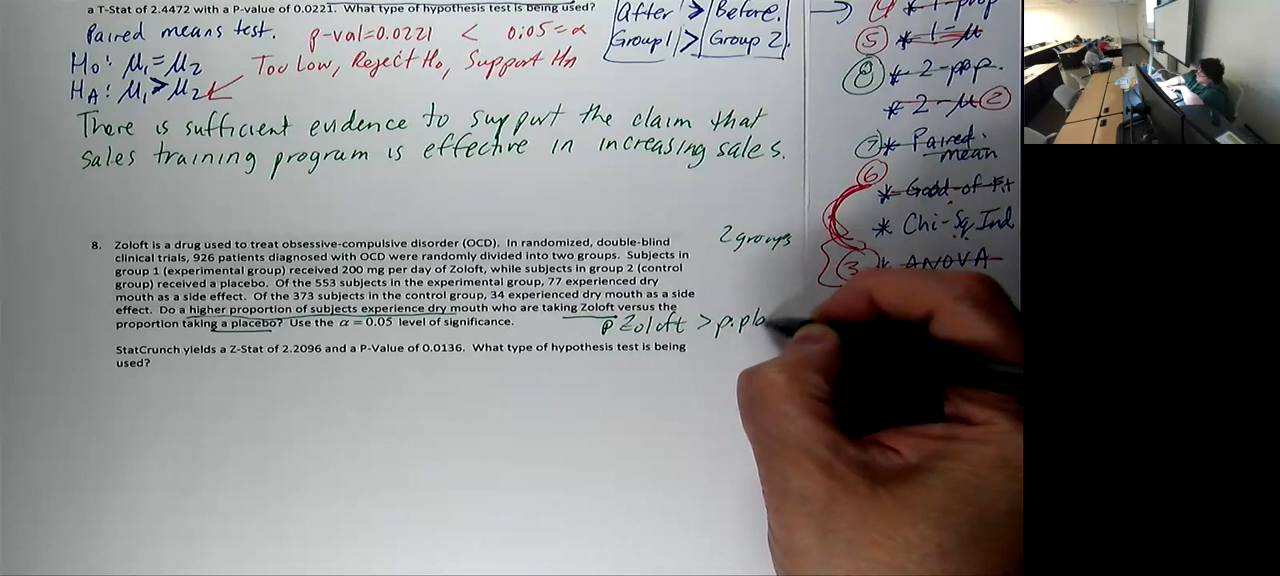 a T-Stat of 2.4472 with a P-value of 0.0221. What type of hypothesis test is being used?
Paired means test. p-val=0.0221 < 0.05=α
H0: μ1=μ2 Too Low, Reject H0, Support HA
HA: μ1>μ2
There is sufficient evidence to support the claim that
sales training program is effective in increasing sales.
After > Before.
Group 1 > Group 2.
* 1-prop
⑤ * 1-μ
⑧ * 2-prop.
* 2-μ ②
⑦ * Paired.
mean
⑥
* Good-of-Fit
* Chi-Sq Ind
③ * ANOVA
2 groups
8. Zoloft is a drug used to treat obsessive-compulsive disorder (OCD). In randomized, double-blind
clinical trials, 926 patients diagnosed with OCD were randomly divided into two groups. Subjects in
group 1 (experimental group) received 200 mg per day of Zoloft, while subjects in group 2 (control
group) received a placebo. Of the 553 subjects in the experimental group, 77 experienced dry
mouth as a side effect. Of the 373 subjects in the control group, 34 experienced dry mouth as a side
effect. Do a higher proportion of subjects experience dry mouth who are taking Zoloft versus the
proportion taking a placebo? Use the α = 0.05 level of significance.
p Zoloft > p.pla
StatCrunch yields a Z-Stat of 2.2096 and a P-Value of 0.0136. What type of hypothesis test is being
used?